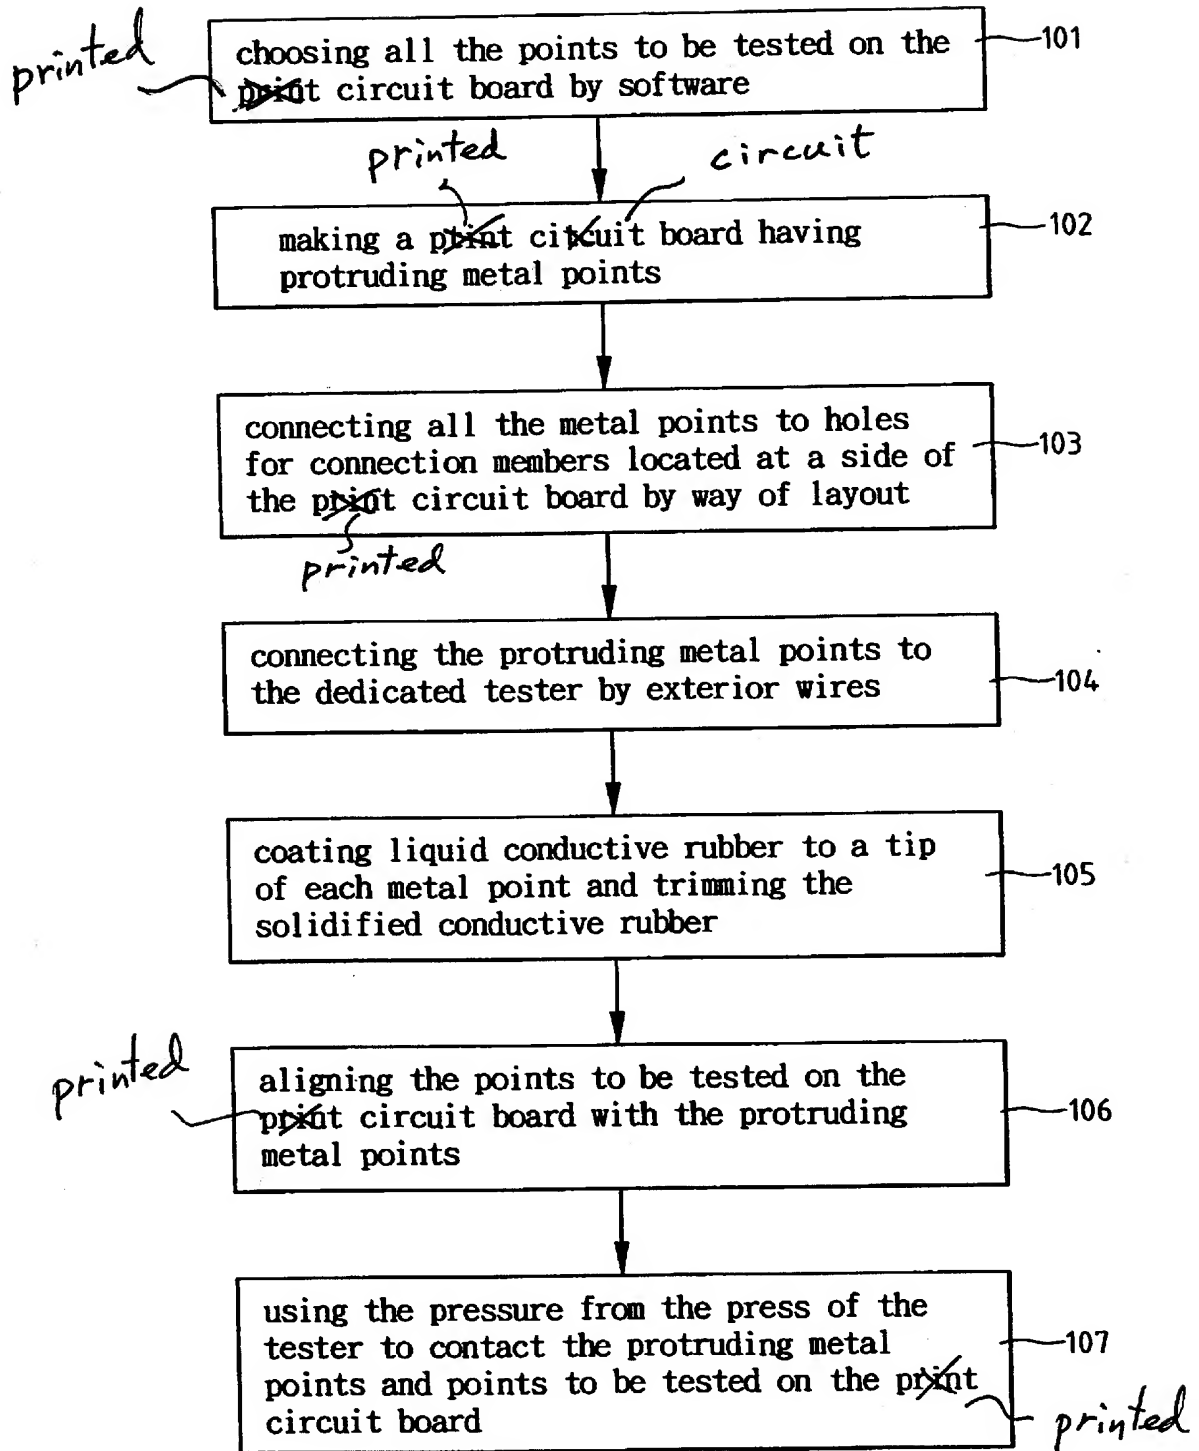 printed
choosing all the points to be tested on the
print circuit board by software
101
printed
circuit
making a print citcuit board having
protruding metal points
102
connecting all the metal points to holes
for connection members located at a side of
the print circuit board by way of layout
103
printed
connecting the protruding metal points to
the dedicated tester by exterior wires
104
coating liquid conductive rubber to a tip
of each metal point and trimming the
solidified conductive rubber
105
printed
aligning the points to be tested on the
print circuit board with the protruding
metal points
106
using the pressure from the press of the
tester to contact the protruding metal
points and points to be tested on the print
circuit board
107
printed